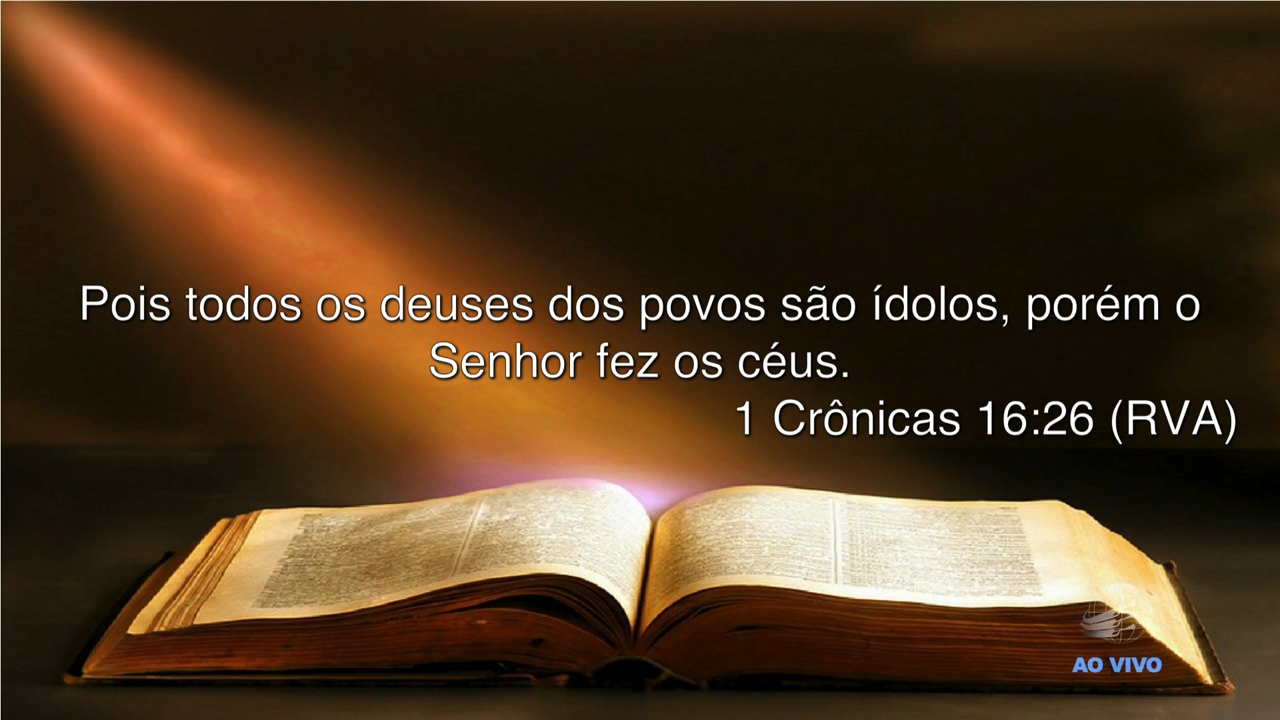 Pois todos os deuses dos povos são ídolos, porém o
Senhor fez os céus.
1 Crônicas 16:26 (RVA)
AO VIVO